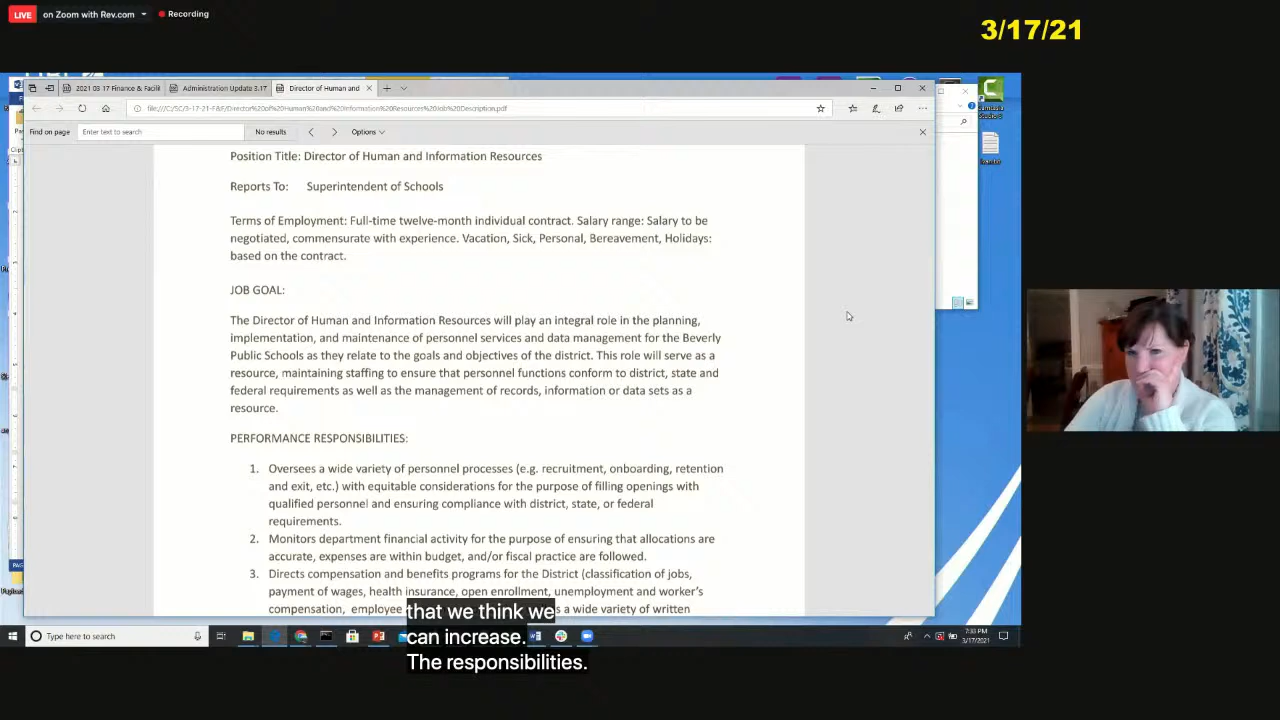 LIVE on Zoom with Rev.com Recording
3/17/21
2021 03 17 Finance & Facili Administration Update 3.17 Director of Human and
Find on page Enter text to search No results Options
Position Title: Director of Human and Information Resources
Reports To: Superintendent of Schools
Terms of Employment: Full-time twelve-month individual contract. Salary range: Salary to be
negotiated, commensurate with experience. Vacation, Sick, Personal, Bereavement, Holidays:
based on the contract.
JOB GOAL:
The Director of Human and Information Resources will play an integral role in the planning,
implementation, and maintenance of personnel services and data management for the Beverly
Public Schools as they relate to the goals and objectives of the district. This role will serve as a
resource, maintaining staffing to ensure that personnel functions conform to district, state and
federal requirements as well as the management of records, information or data sets as a
resource.
PERFORMANCE RESPONSIBILITIES:
1. Oversees a wide variety of personnel processes (e.g. recruitment, onboarding, retention
and exit, etc.) with equitable considerations for the purpose of filling openings with
qualified personnel and ensuring compliance with district, state, or federal
requirements.
2. Monitors department financial activity for the purpose of ensuring that allocations are
accurate, expenses are within budget, and/or fiscal practice are followed.
3. Directs compensation and benefits programs for the District (classification of jobs,
payment of wages, health insurance, open enrollment, unemployment and worker's
compensation, employee s a wide variety of written
that we think we
can increase.
The responsibilities.
Type here to search
7:33 PM
3/17/2021